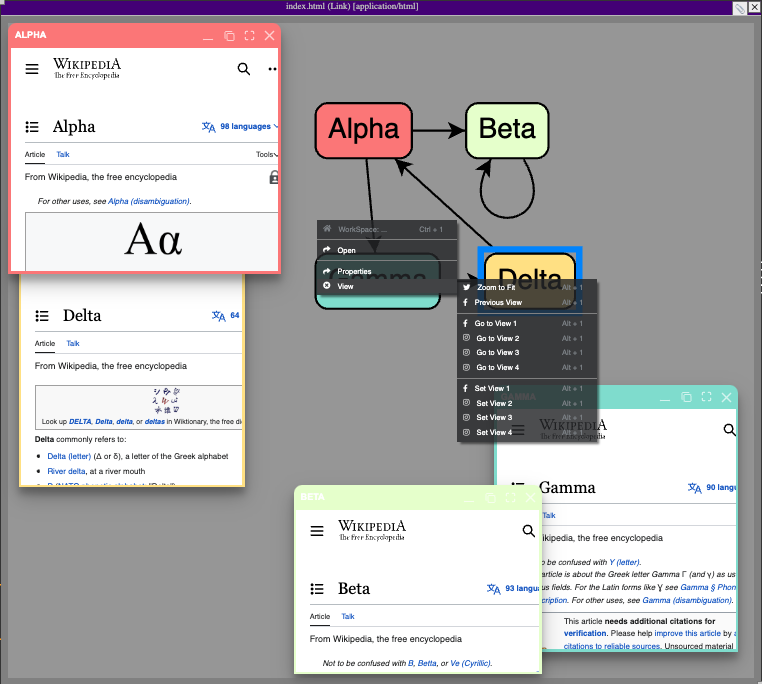 index.html (Link) [application/html]
ALPHA
WIKIPEDIA
The Free Encyclopedia
Alpha
98 languages
Article Talk Tools
From Wikipedia, the free encyclopedia
For other uses, see Alpha (disambiguation).
Αα
Alpha
Beta
Delta
WorkSpace: ... Ctrl + 1
Open
Properties
View
Zoom to Fit Alt + 1
Previous View Alt + 1
Go to View 1 Alt + 1
Go to View 2 Alt + 1
Go to View 3 Alt + 1
Go to View 4 Alt + 1
Set View 1 Alt + 1
Set View 2 Alt + 1
Set View 3 Alt + 1
Set View 4 Alt + 1
Delta
64
Article Talk
From Wikipedia, the free encyclopedia
Look up DELTA, Delta, delta, or deltas in Wiktionary, the free di
Delta commonly refers to:
Delta (letter) (Δ or δ), a letter of the Greek alphabet
River delta, at a river mouth
GAMMA
WIKIPEDIA
The Free Encyclopedia
Gamma
90 langu
Talk
ikipedia, the free encyclopedia
o be confused with Y (letter).
article is about the Greek letter Gamma Γ (and γ) as us
us fields. For the Latin forms like Ɣ see Gamma § Phon
cription. For other uses, see Gamma (disambiguation).
This article needs additional citations for
verification. Please help improve this article by a
citations to reliable sources. Unsourced material
BETA
WIKIPEDIA
The Free Encyclopedia
Beta
93 langu
Article Talk
From Wikipedia, the free encyclopedia
Not to be confused with B, Betta, or Ve (Cyrillic).